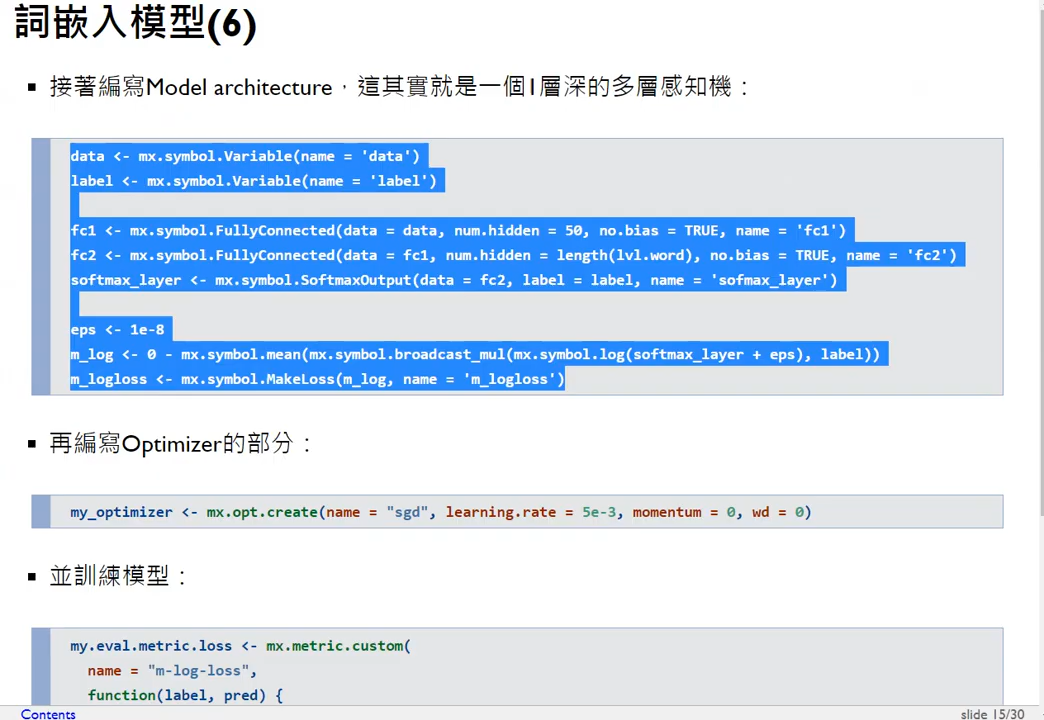 詞嵌入模型(6)
接著編寫Model architecture，這其實就是一個1層深的多層感知機：
data <- mx.symbol.Variable(name = 'data')
label <- mx.symbol.Variable(name = 'label')
fc1 <- mx.symbol.FullyConnected(data = data, num.hidden = 50, no.bias = TRUE, name = 'fc1')
fc2 <- mx.symbol.FullyConnected(data = fc1, num.hidden = length(lvl.word), no.bias = TRUE, name = 'fc2')
softmax_layer <- mx.symbol.SoftmaxOutput(data = fc2, label = label, name = 'sofmax_layer')
eps <- 1e-8
m_log <- 0 - mx.symbol.mean(mx.symbol.broadcast_mul(mx.symbol.log(softmax_layer + eps), label))
m_logloss <- mx.symbol.MakeLoss(m_log, name = 'm_logloss')
再編寫Optimizer的部分：
my_optimizer <- mx.opt.create(name = "sgd", learning.rate = 5e-3, momentum = 0, wd = 0)
並訓練模型：
my.eval.metric.loss <- mx.metric.custom(
name = "m-log-loss",
function(label, pred) {
Contents
slide 15/30